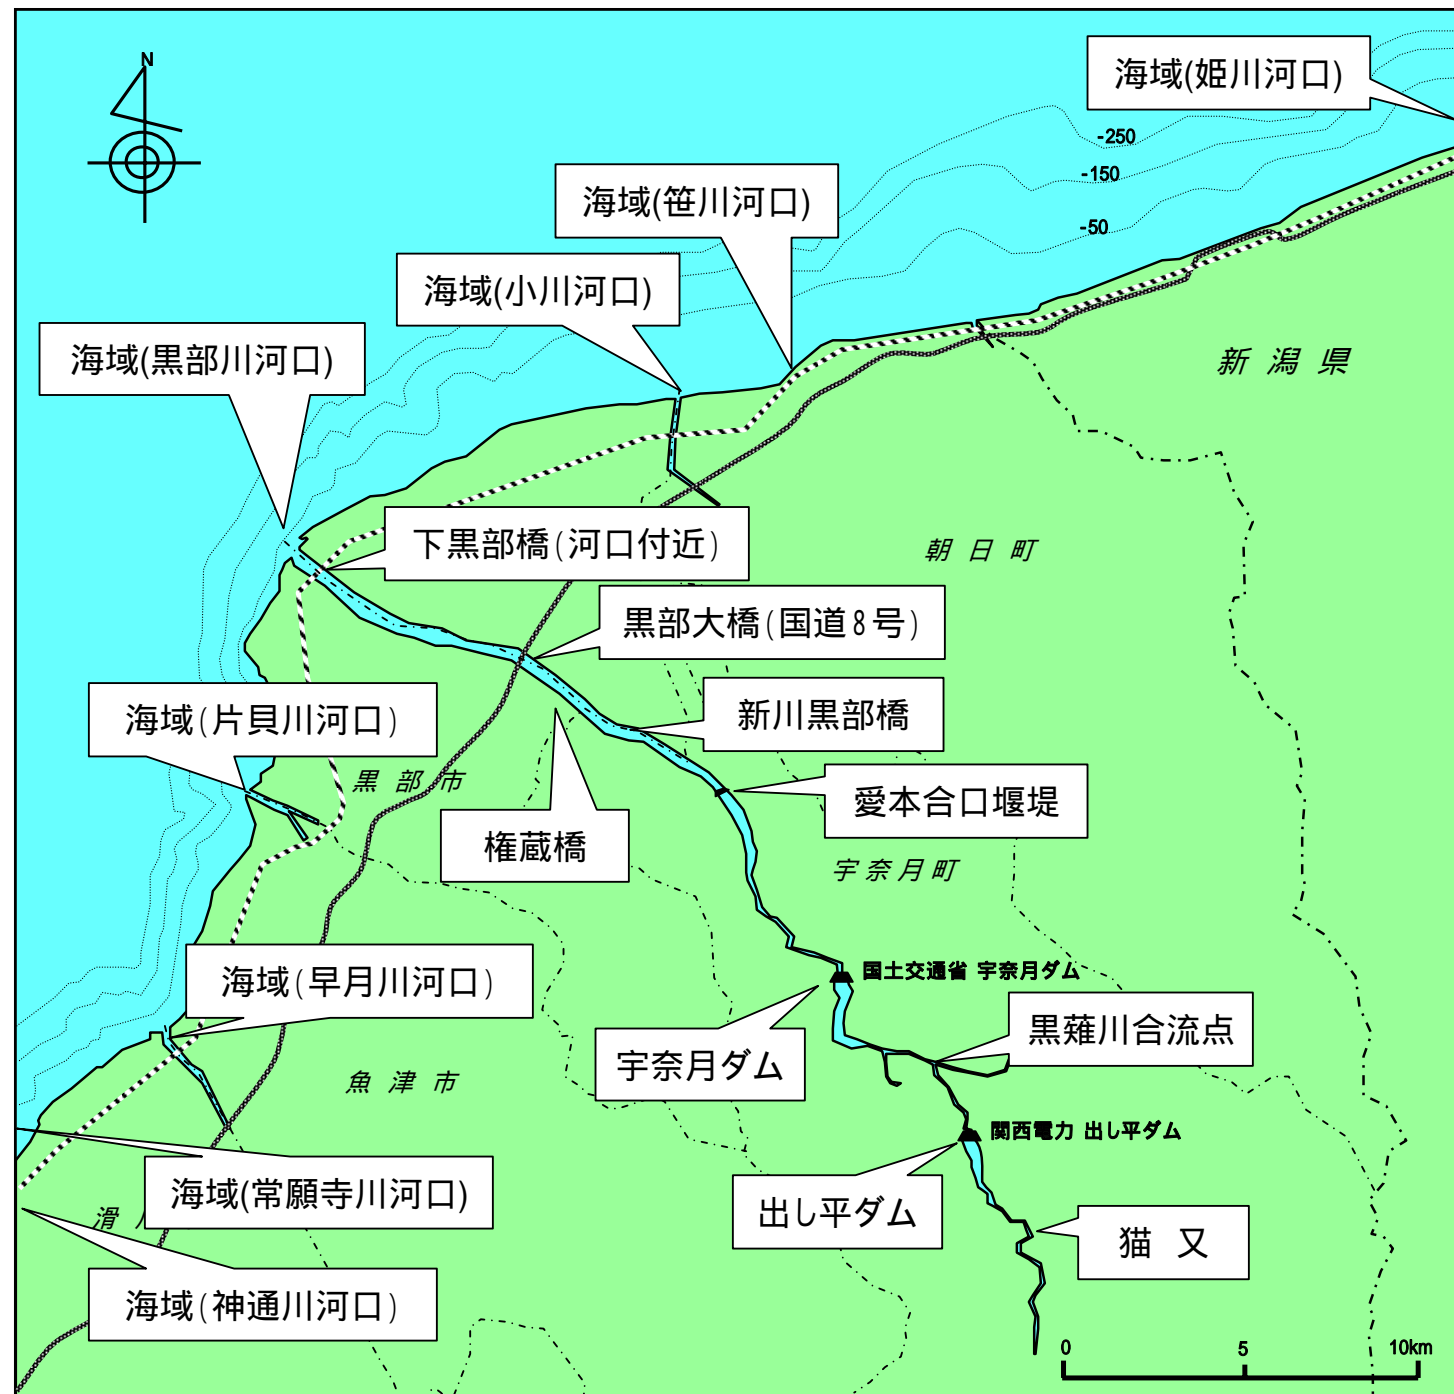 海域(姫川河口)
N
-250
-150
-50
海域(笹川河口)
海域(小川河口)
海域(黒部川河口)
新潟県
下黒部橋(河口付近)
朝日町
黒部大橋(国道8号)
新川黒部橋
海域(片貝川河口)
黒部市
愛本合口堰堤
権蔵橋
宇奈月町
海域(早月川河口)
国土交通省 宇奈月ダム
黒薙川合流点
宇奈月ダム
魚津市
関西電力 出し平ダム
海域(常願寺川河口)
滑川
出し平ダム
猫又
海域(神通川河口)
0 5 10km